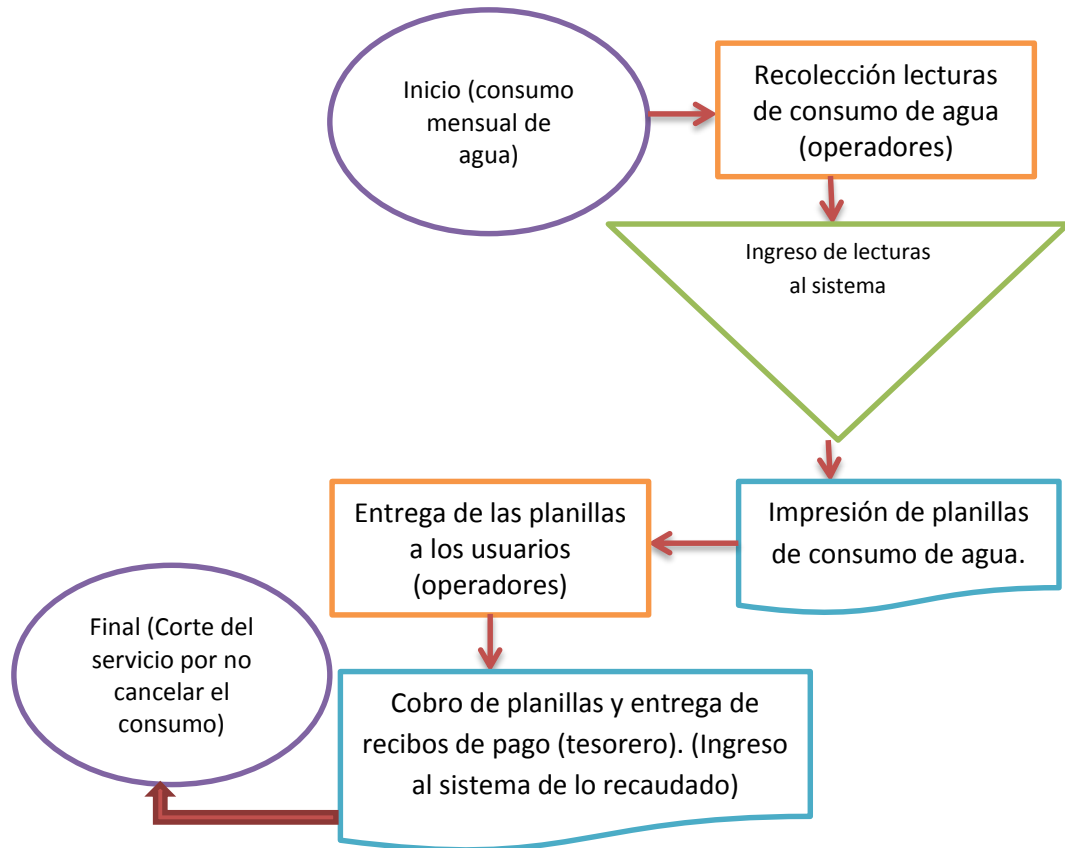 Inicio (consumo
mensual de
agua)
Recolección lecturas
de consumo de agua
(operadores)
Ingreso de lecturas
al sistema
Impresión de planillas
de consumo de agua.
Entrega de las planillas
a los usuarios
(operadores)
Cobro de planillas y entrega de
recibos de pago (tesorero). (Ingreso
al sistema de lo recaudado)
Final (Corte del
servicio por no
cancelar el
consumo)